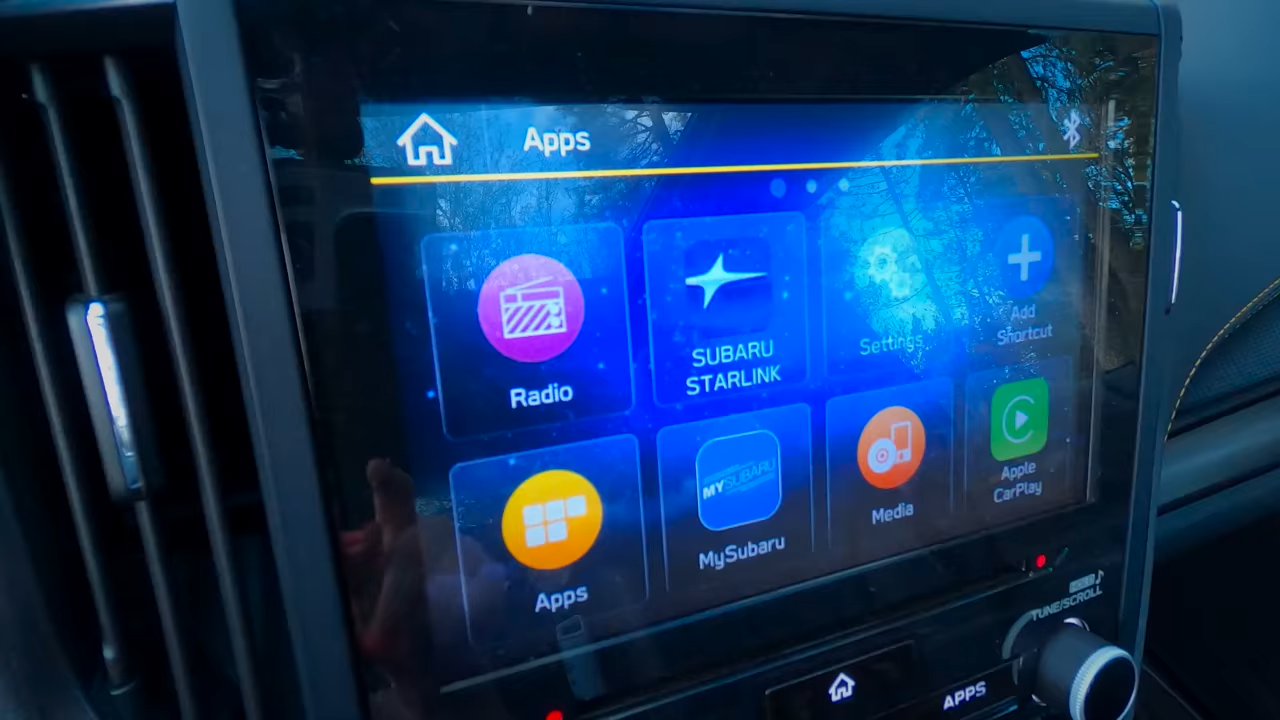 Apps
Radio
SUBARU
STARLINK
Settings
Add
Shortcut
Apps
MYSUBARU
MySubaru
Media
Apple
CarPlay
TUNE/SCROLL
APPS